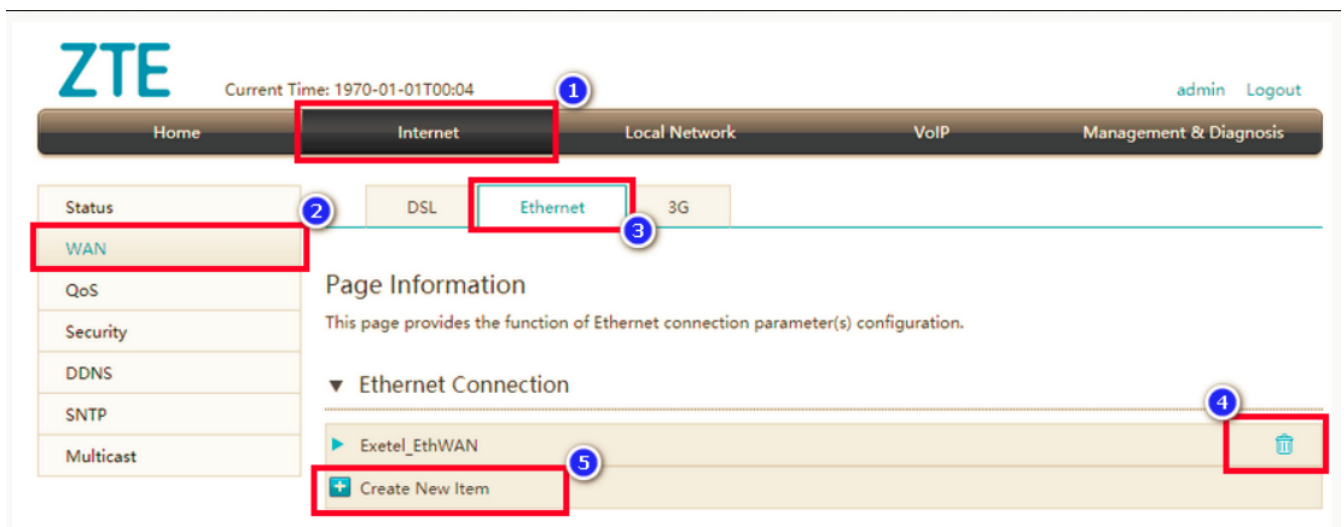 ZTE
Current Time: 1970-01-01T00:04
1
admin Logout
Home Internet Local Network VoIP Management & Diagnosis
Status
2
DSL Ethernet 3G
3
WAN
QoS
Security
DDNS
SNTP
Multicast
Page Information
This page provides the function of Ethernet connection parameter(s) configuration.
Ethernet Connection
4
Exetel_EthWAN
5
Create New Item